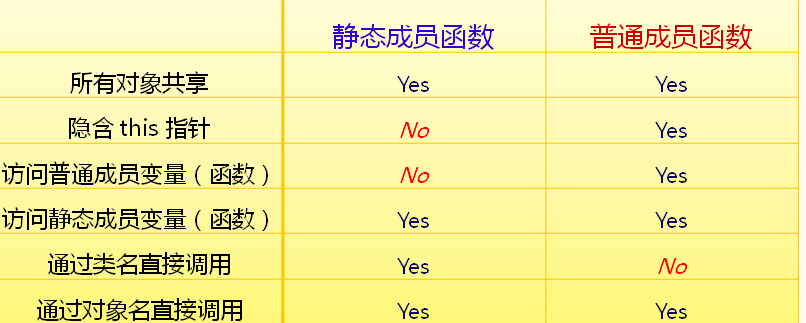 静态成员函数 普通成员函数
所有对象共享 Yes Yes
隐含 this 指针 No Yes
访问普通成员变量（函数） No Yes
访问静态成员变量（函数） Yes Yes
通过类名直接调用 Yes No
通过对象名直接调用 Yes Yes